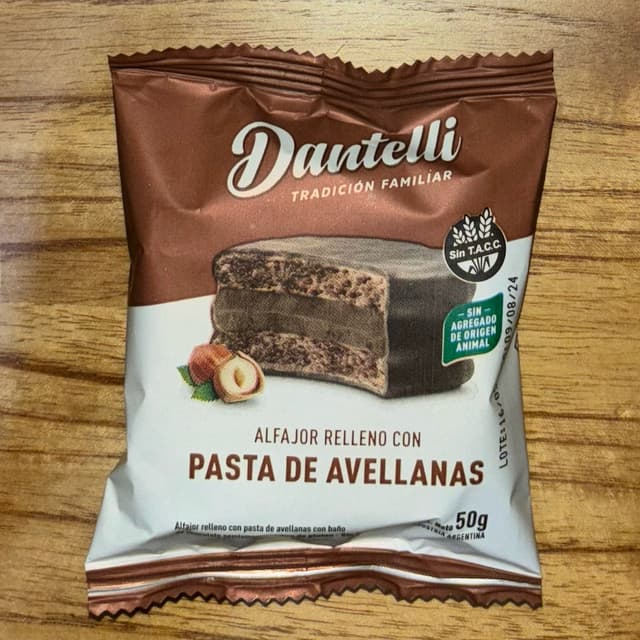 Dantelli
TRADICIÓN FAMILIAR
Sin T.A.C.C.
SIN
AGREGADO
DE ORIGEN
ANIMAL
09/08/24
ALFAJOR RELLENO CON
PASTA DE AVELLANAS
Alfajor relleno con pasta de avellanas con baño
Neto 50g
ARGENTINA